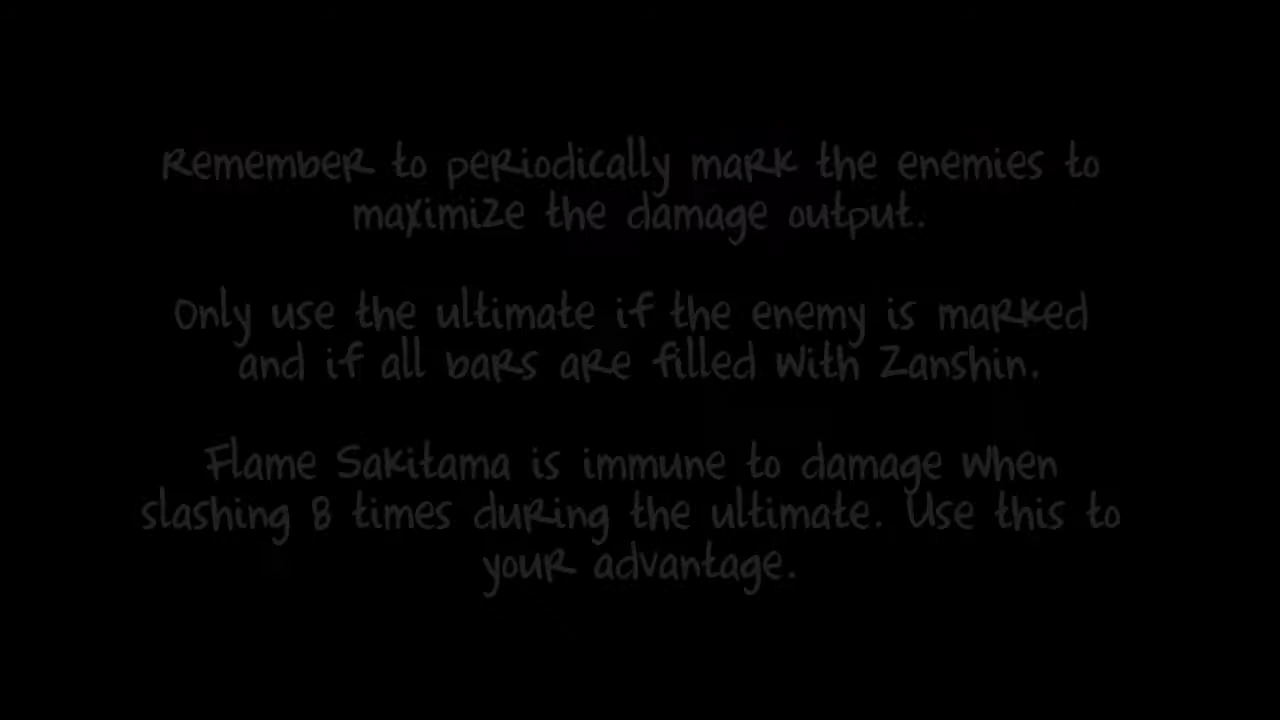 Remember to periodically mark the enemies to
maximize the damage output.
Only use the ultimate if the enemy is marked
and if all bars are filled with Zanshin.
Flame Sakitama is immune to damage when
slashing 8 times during the ultimate. Use this to
your advantage.